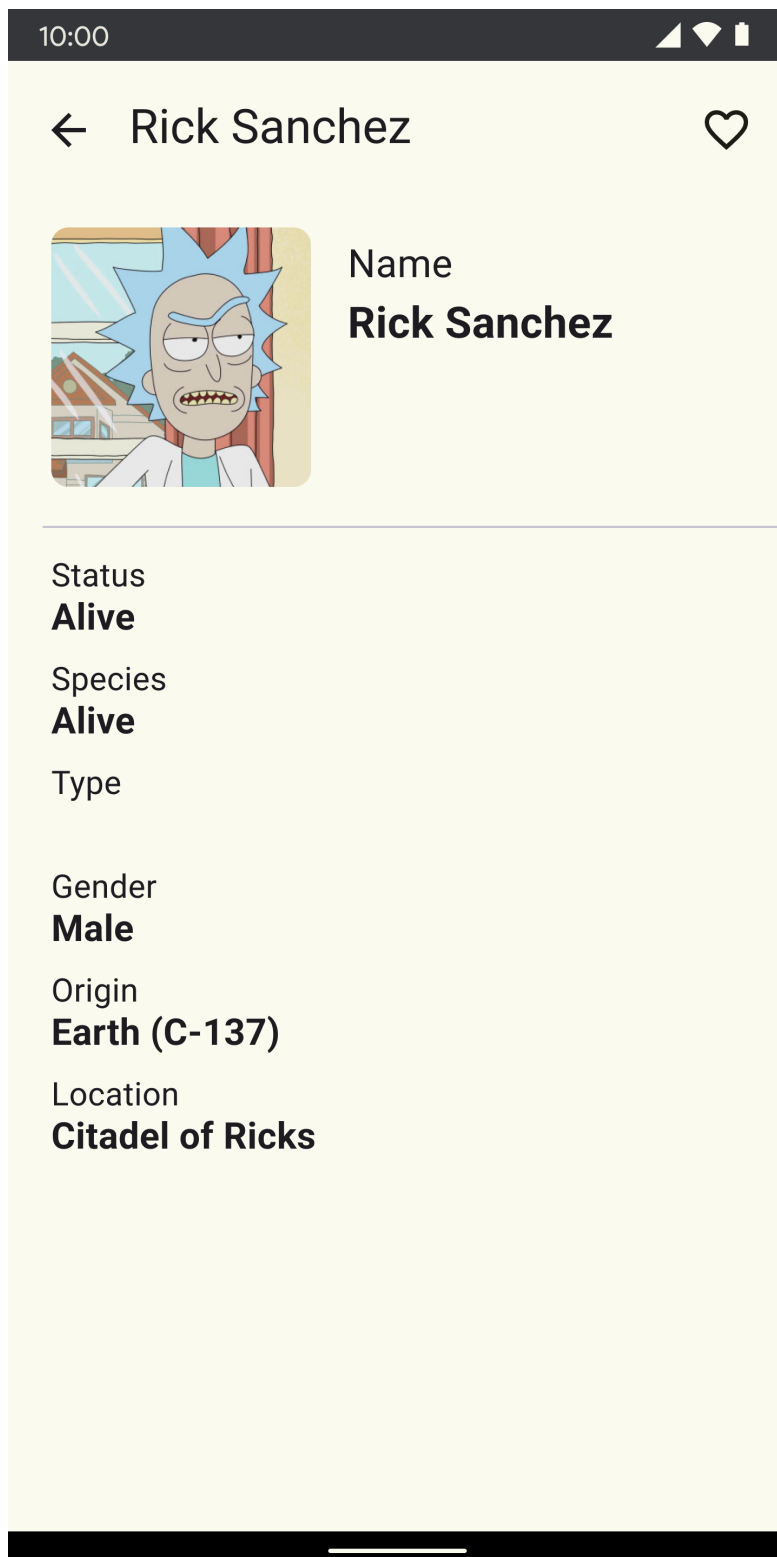 10:00
Rick Sanchez
Name
Rick Sanchez
Status
Alive
Species
Alive
Type
Gender
Male
Origin
Earth (C-137)
Location
Citadel of Ricks